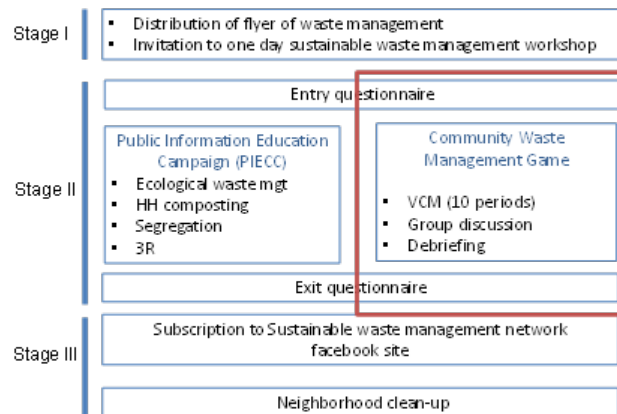 Stage I
▪ Distribution of flyer of waste management
▪ Invitation to one day sustainable waste management workshop
Stage II
Entry questionnaire
Public Information Education
Campaign (PIECC)
▪ Ecological waste mgt
▪ HH composting
▪ Segregation
▪ 3R
Community Waste
Management Game
▪ VCM (10 periods)
▪ Group discussion
▪ Debriefing
Exit questionnaire
Stage III
Subscription to Sustainable waste management network
facebook site
Neighborhood clean-up